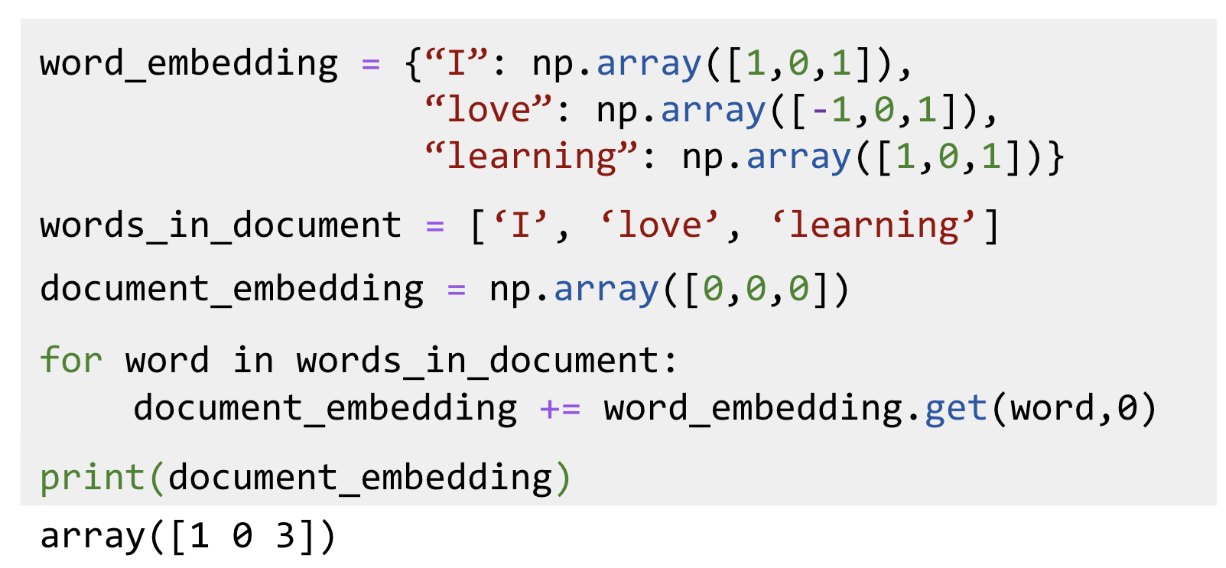 word_embedding = {“I”: np.array([1,0,1]),
“love”: np.array([-1,0,1]),
“learning”: np.array([1,0,1])}
words_in_document = [‘I’, ‘love’, ‘learning’]
document_embedding = np.array([0,0,0])
for word in words_in_document:
document_embedding += word_embedding.get(word,0)
print(document_embedding)
array([1 0 3])